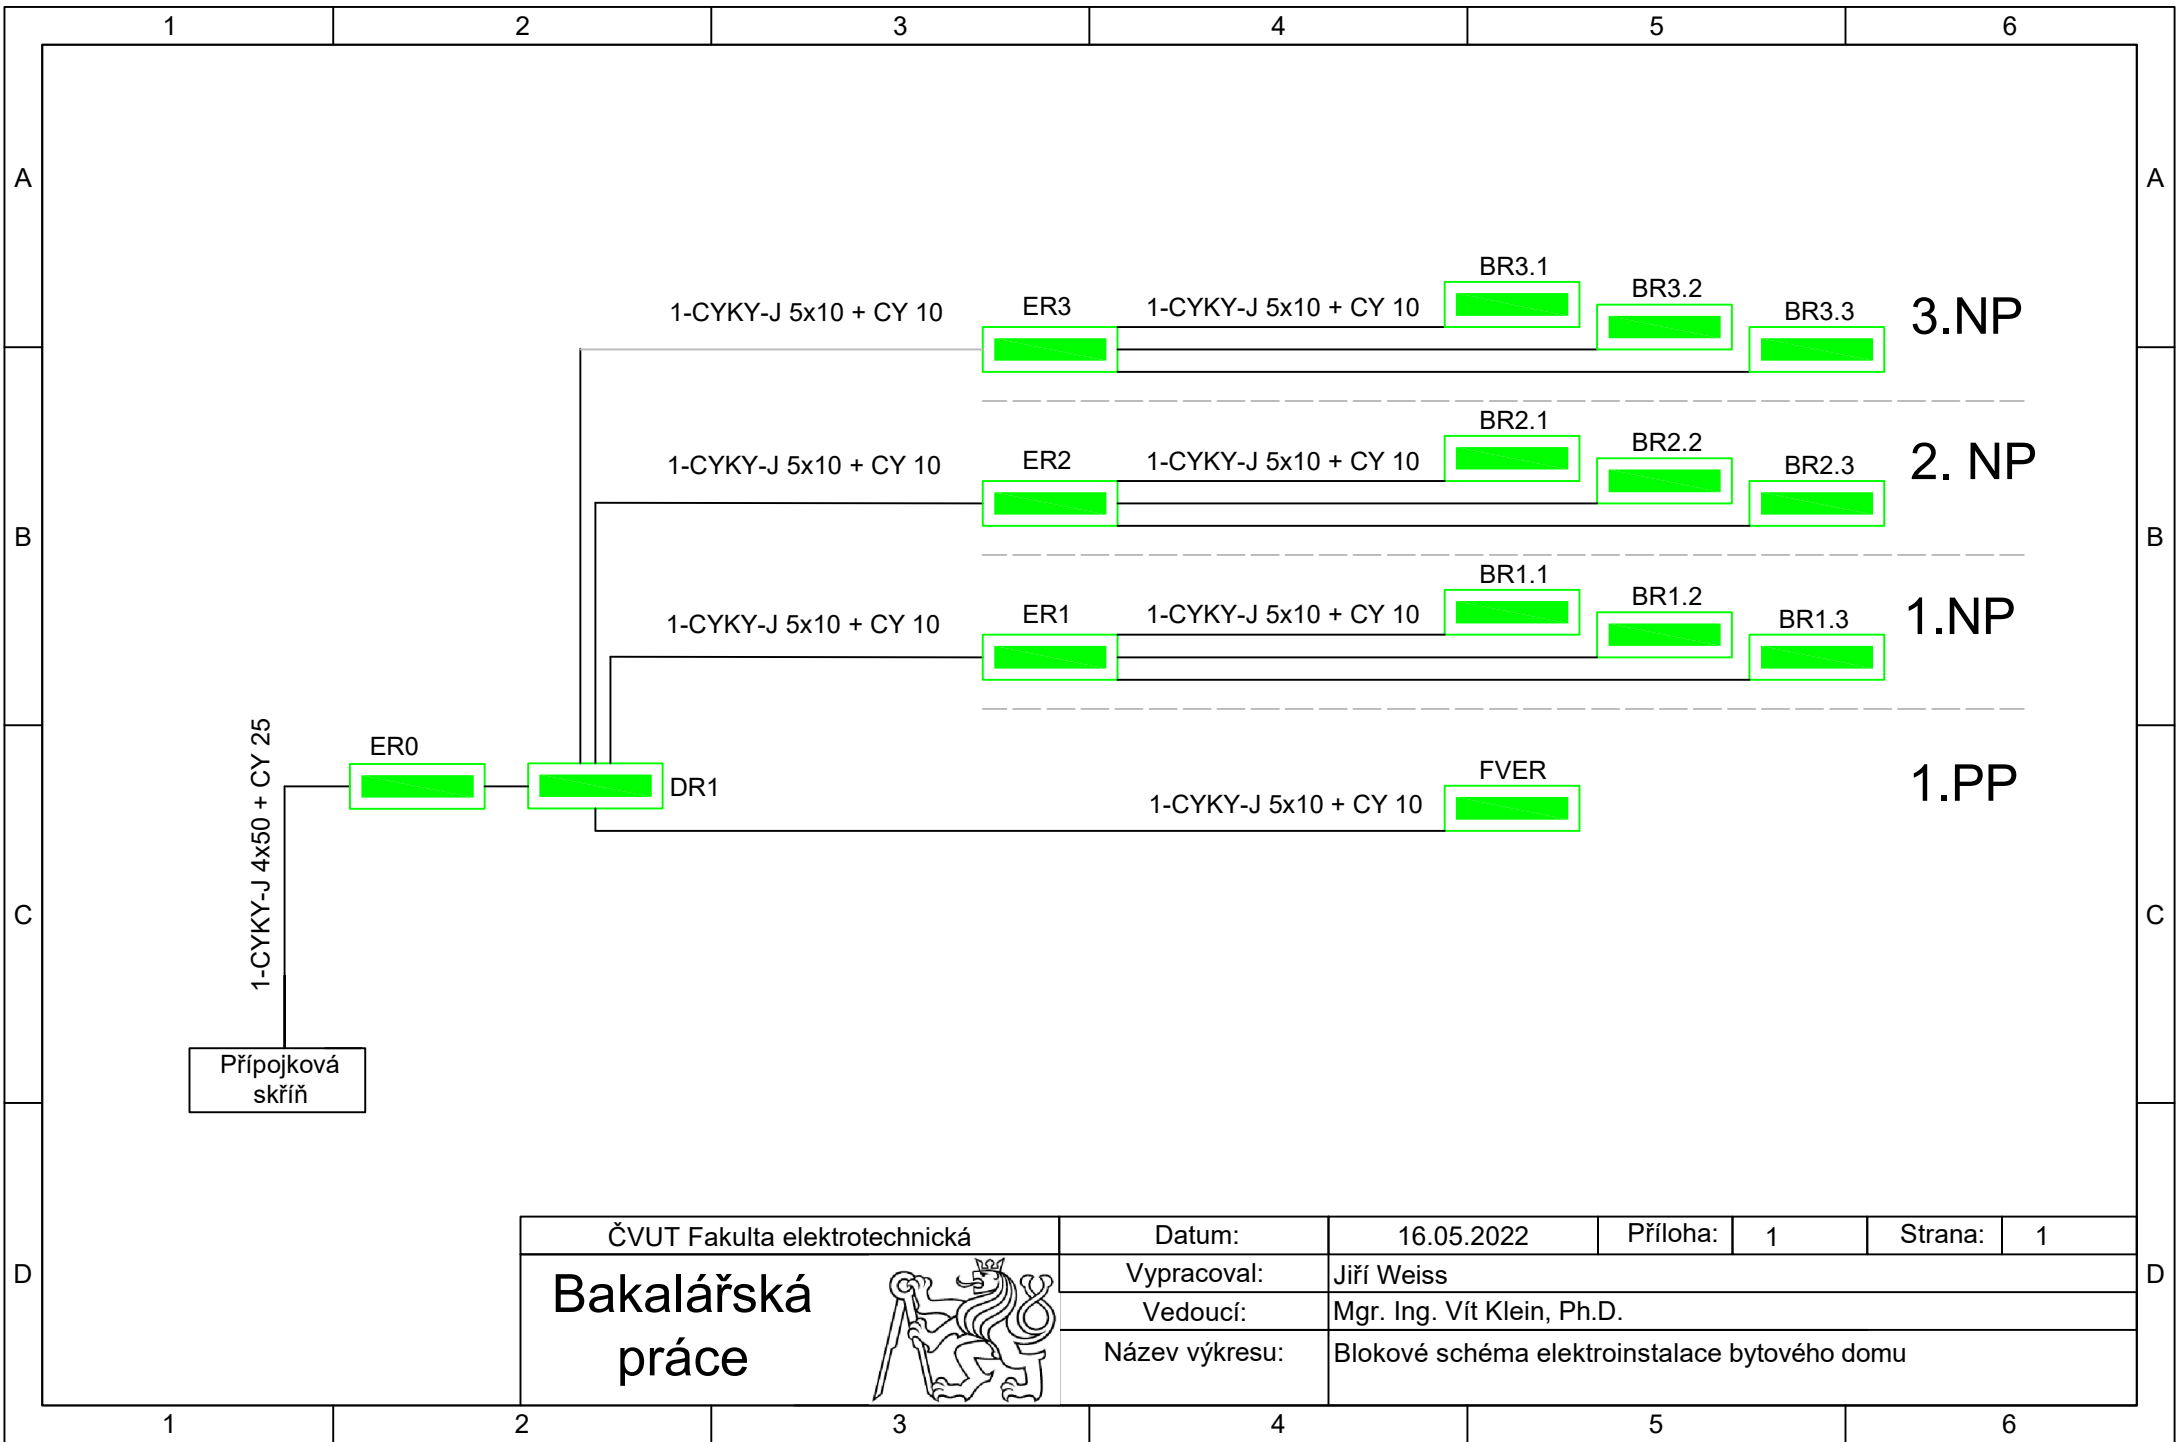 1 2 3 4 5 6
A A
BR3.1
1-CYKY-J 5x10 + CY 10 ER3 1-CYKY-J 5x10 + CY 10 BR3.2 BR3.3 3.NP
BR2.1
1-CYKY-J 5x10 + CY 10 ER2 1-CYKY-J 5x10 + CY 10 BR2.2 BR2.3 2. NP
B B
BR1.1
1-CYKY-J 5x10 + CY 10 ER1 1-CYKY-J 5x10 + CY 10 BR1.2 BR1.3 1.NP
1-CYKY-J 4x50 + CY 25
ER0
DR1
FVER
1-CYKY-J 5x10 + CY 10
1.PP
C C
Přípojková
skříň
ČVUT Fakulta elektrotechnická
Bakalářská
práce
Datum: 16.05.2022 Příloha: 1 Strana: 1
Vypracoval: Jiří Weiss
Vedoucí: Mgr. Ing. Vít Klein, Ph.D.
Název výkresu: Blokové schéma elektroinstalace bytového domu
D D
1 2 3 4 5 6